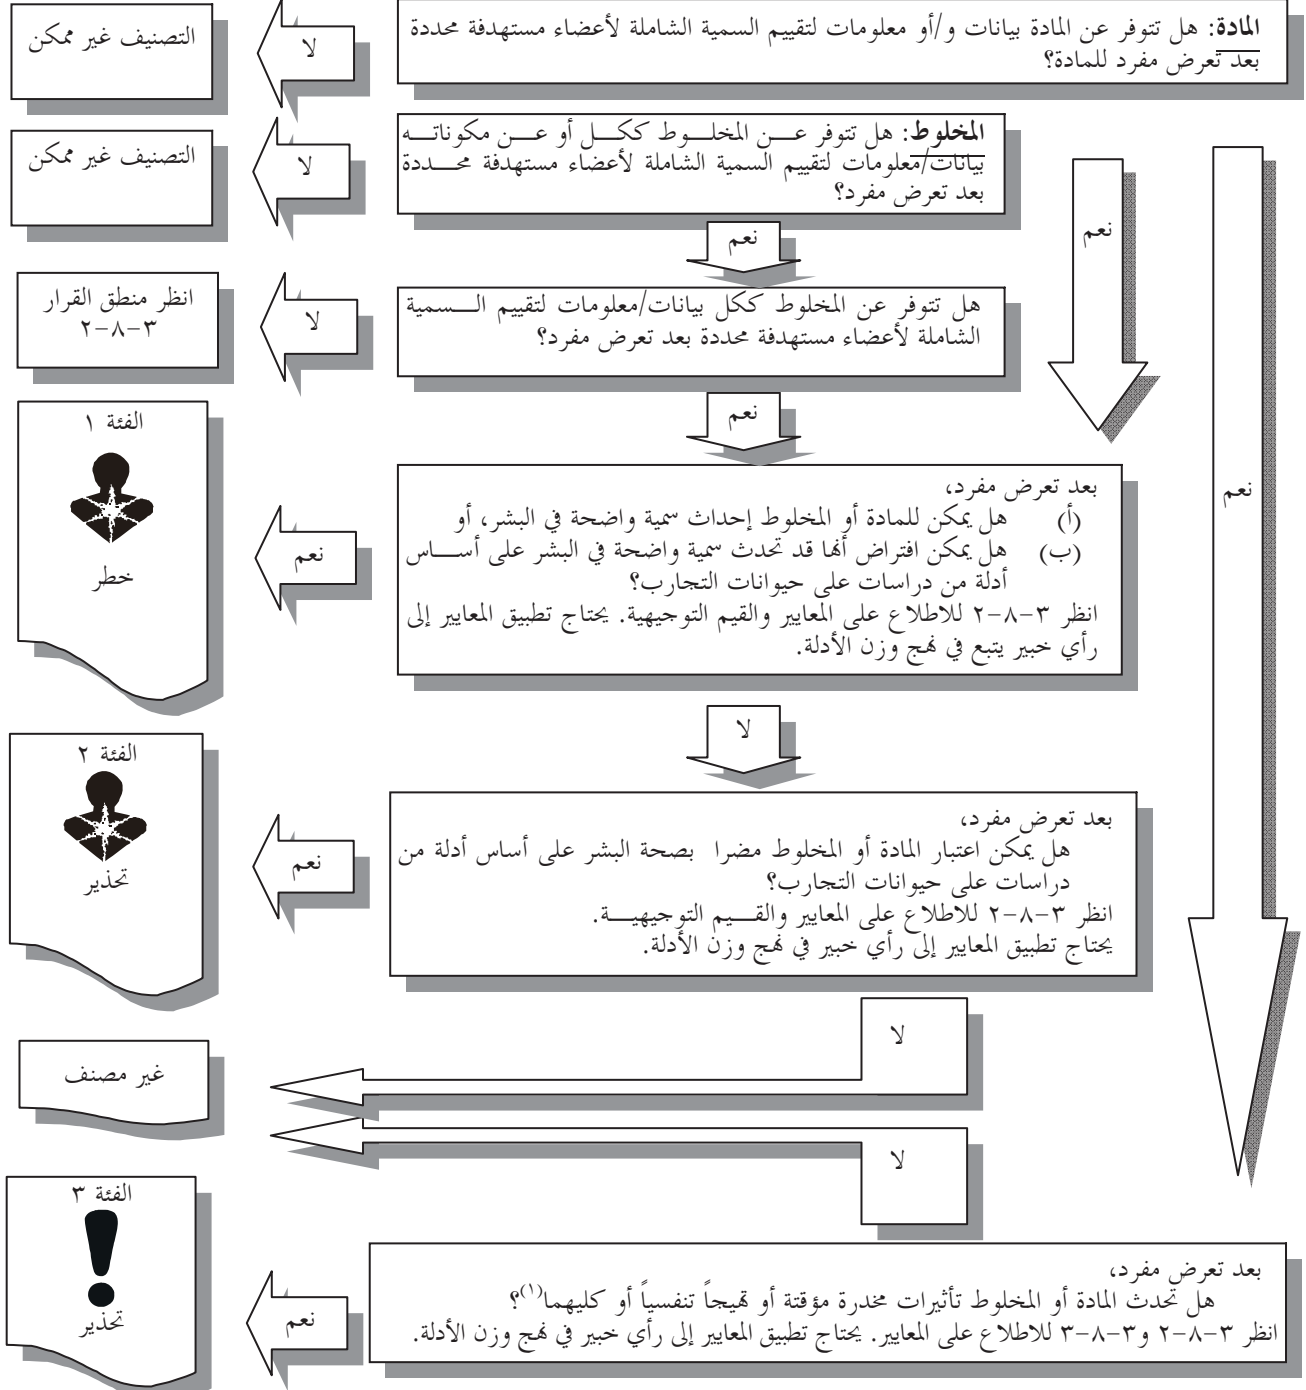 المادة: هل تتوفر عن المادة بيانات و/أو معلومات لتقييم السمية الشاملة لأعضاء مستهدفة محددة
بعد تعرض مفرد للمادة؟
لا
التصنيف غير ممكن
المخلوط: هل تتوفر عن المخلوط ككل أو عن مكوناته
بيانات/معلومات لتقييم السمية الشاملة لأعضاء مستهدفة محددة
بعد تعرض مفرد؟
لا
التصنيف غير ممكن
نعم
نعم
نعم
هل تتوفر عن المخلوط ككل بيانات/معلومات لتقييم السمية
الشاملة لأعضاء مستهدفة محددة بعد تعرض مفرد؟
لا
انظر منطق القرار
٣-٨-٢
نعم
بعد تعرض مفرد،
(أ) هل يمكن للمادة أو المخلوط إحداث سمية واضحة في البشر، أو
(ب) هل يمكن افتراض أنها قد تحدث سمية واضحة في البشر على أساس
أدلة من دراسات على حيوانات التجارب؟
انظر ٣-٨-٢ للاطلاع على المعايير والقيم التوجيهية. يحتاج تطبيق المعايير إلى
رأي خبير يتبع في نهج وزن الأدلة.
نعم
الفئة ١
خطر
لا
بعد تعرض مفرد،
هل يمكن اعتبار المادة أو المخلوط مضرا بصحة البشر على أساس أدلة من
دراسات على حيوانات التجارب؟
انظر ٣-٨-٢ للاطلاع على المعايير والقيم التوجيهية.
يحتاج تطبيق المعايير إلى رأي خبير في نهج وزن الأدلة.
نعم
الفئة ٢
تحذير
لا
غير مصنف
لا
بعد تعرض مفرد،
هل تحدث المادة أو المخلوط تأثيرات مخدرة مؤقتة أو تهيجاً تنفسياً أو كليهما(١)؟
انظر ٣-٨-٢ و٣-٨-٣ للاطلاع على المعايير. يحتاج تطبيق المعايير إلى رأي خبير في نهج وزن الأدلة.
نعم
الفئة ٣
تحذير